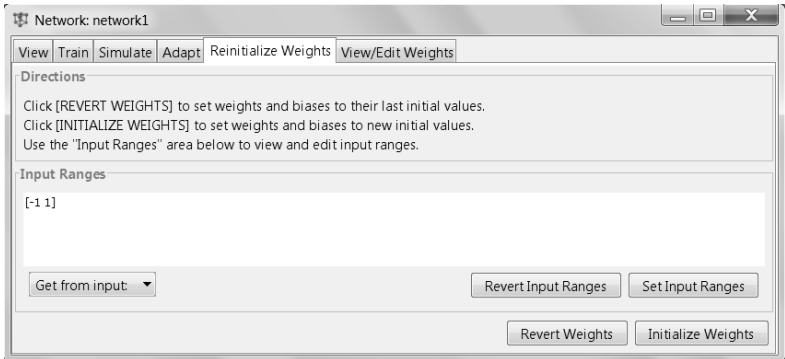 Network: network1
View Train Simulate Adapt Reinitialize Weights View/Edit Weights
Directions
Click [REVERT WEIGHTS] to set weights and biases to their last initial values.
Click [INITIALIZE WEIGHTS] to set weights and biases to new initial values.
Use the "Input Ranges" area below to view and edit input ranges.
Input Ranges
[-1 1]
Get from input: Revert Input Ranges Set Input Ranges
Revert Weights Initialize Weights